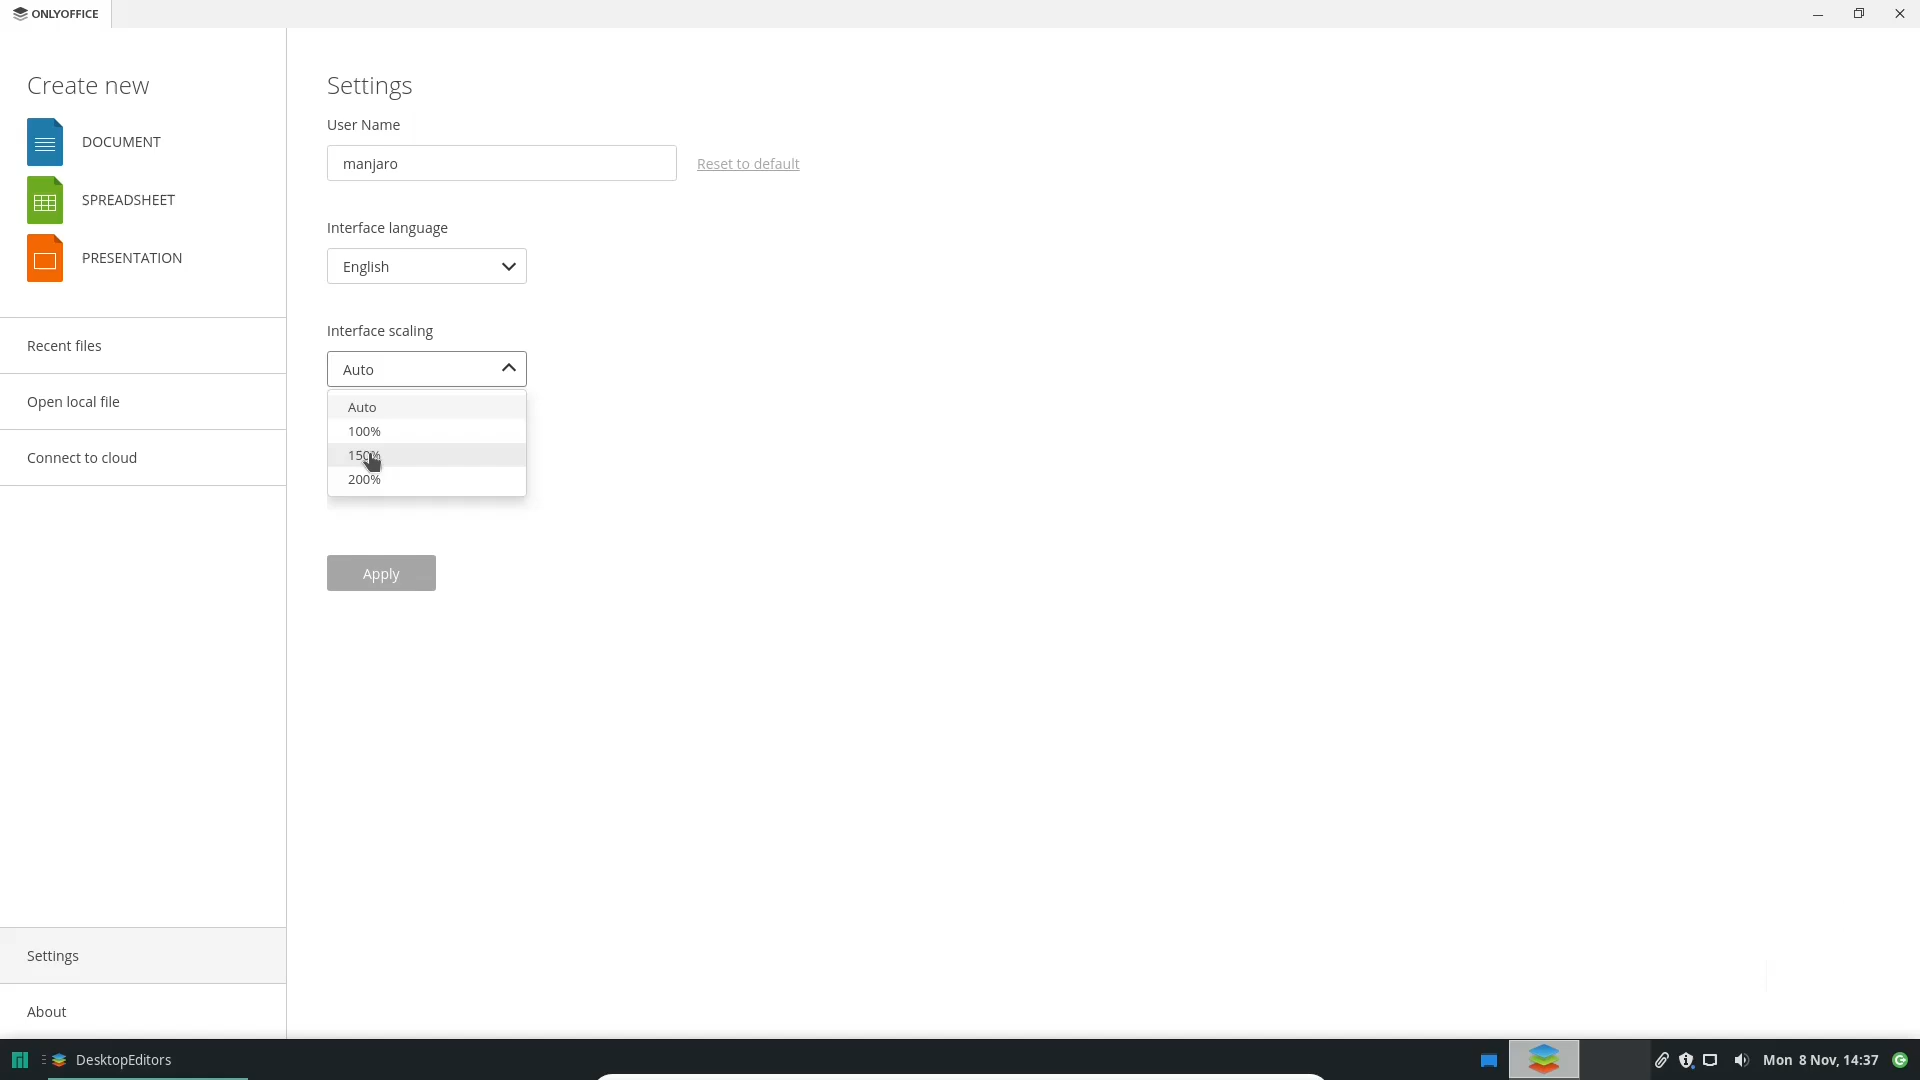 ONLYOFFICE
Create new
DOCUMENT
SPREADSHEET
PRESENTATION
Recent files
Open local file
Connect to cloud
Settings
About
Settings
User Name
manjaro
Reset to default
Interface language
English
Interface scaling
Auto
Auto
100%
150%
200%
Apply
DesktopEditors
Mon 8 Nov, 14:37